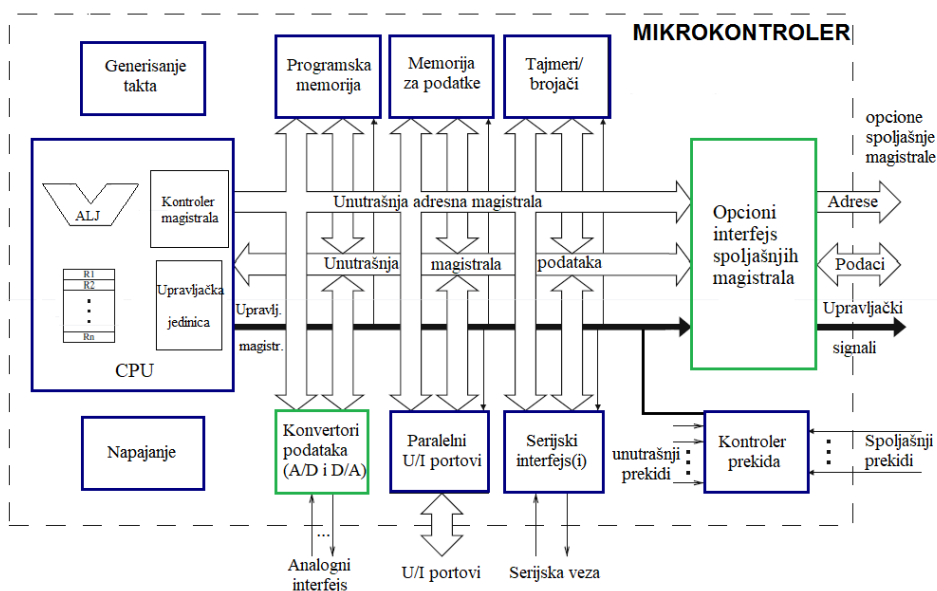 MIKROKONTROLER
Generisanje
takta
Programska
memorija
Memorija
za podatke
Tajmeri/
brojači
opcione
spoljašnje
magistrale
ALJ
Kontroler
magistrala
Unutrašnja adresna magistrala
Opcioni
interfejs
spoljašnjih
magistrala
Adrese
R1
R2
Rn
Upravljačka
jedinica
CPU
Unutrašnja magistrala podataka
Podaci
Upravlj.
magistr.
Upravljački
signali
Napajanje
Konvertori
podataka
(A/D i D/A)
Paralelni
U/I portovi
Serijski
interfejs(i)
unutrašnji
prekidi
Kontroler
prekida
Spoljašnji
prekidi
...
Analogni
interfejs
U/I portovi
Serijska veza